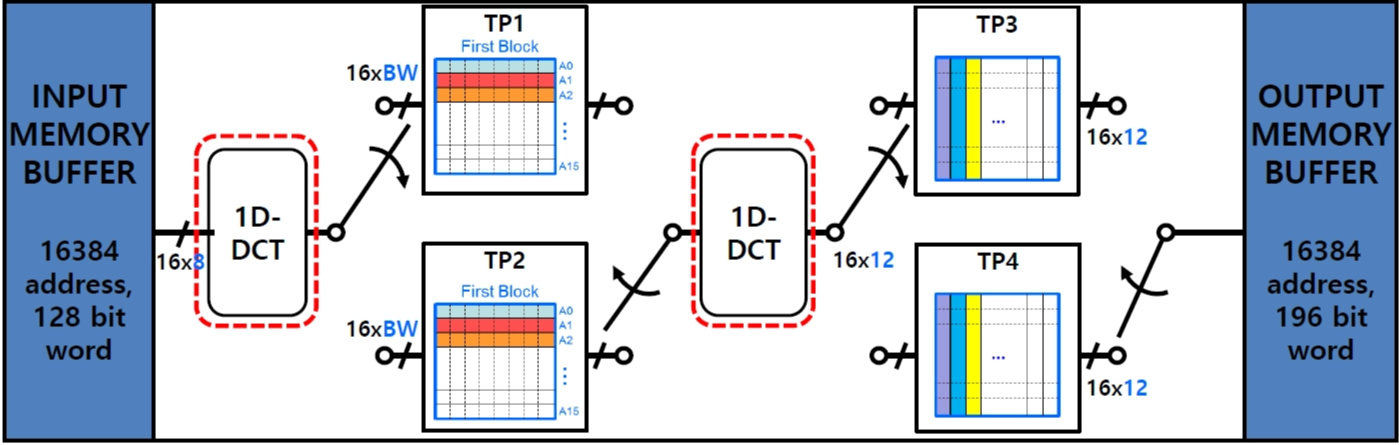 INPUT
MEMORY
BUFFER
16384
address,
128 bit
word
16x8
1D-
DCT
16xBW
TP1
First Block
A0
A1
A2
⋮
A15
16xBW
TP2
First Block
A0
A1
A2
⋮
A15
1D-
DCT
16x12
TP3
...
16x12
TP4
...
16x12
OUTPUT
MEMORY
BUFFER
16384
address,
196 bit
word